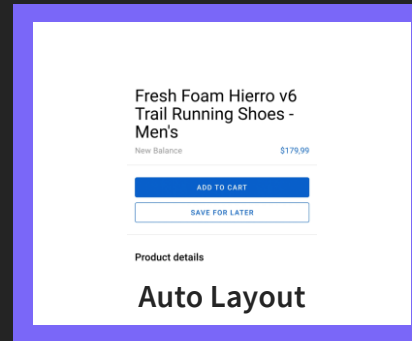 Fresh Foam Hierro v6
Trail Running Shoes -
Men's
New Balance $179,99
ADD TO CART
SAVE FOR LATER
Product details
Auto Layout